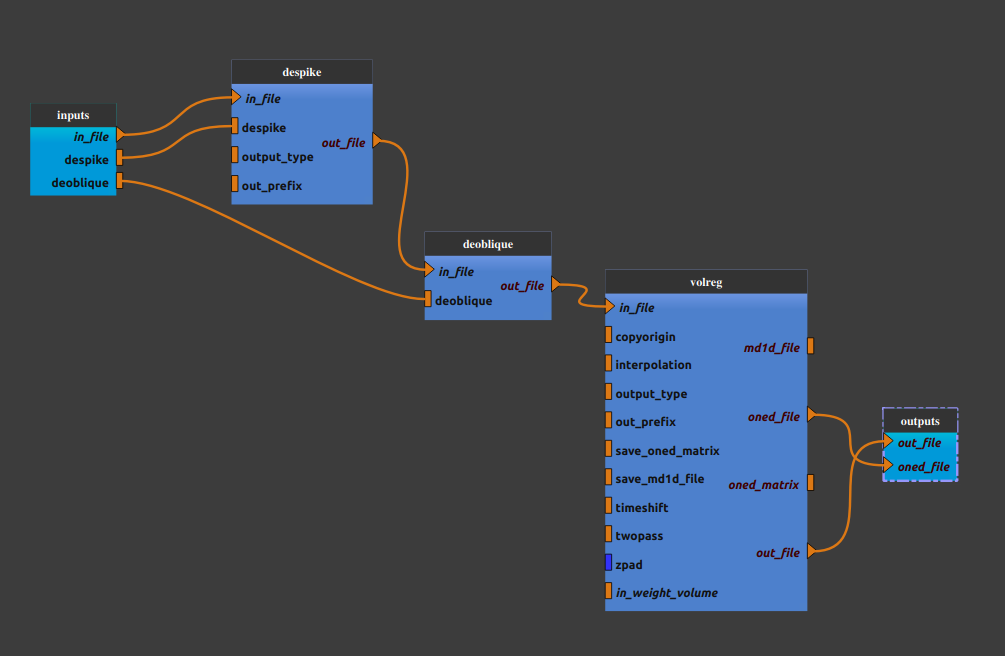 inputs
in_file
despike
deoblique
despike
in_file
despike
output_type
out_prefix
out_file
deoblique
in_file
deoblique
out_file
volreg
in_file
copyorigin
interpolation
output_type
out_prefix
save_oned_matrix
save_md1d_file
timeshift
twopass
zpad
in_weight_volume
md1d_file
oned_file
oned_matrix
out_file
outputs
out_file
oned_file